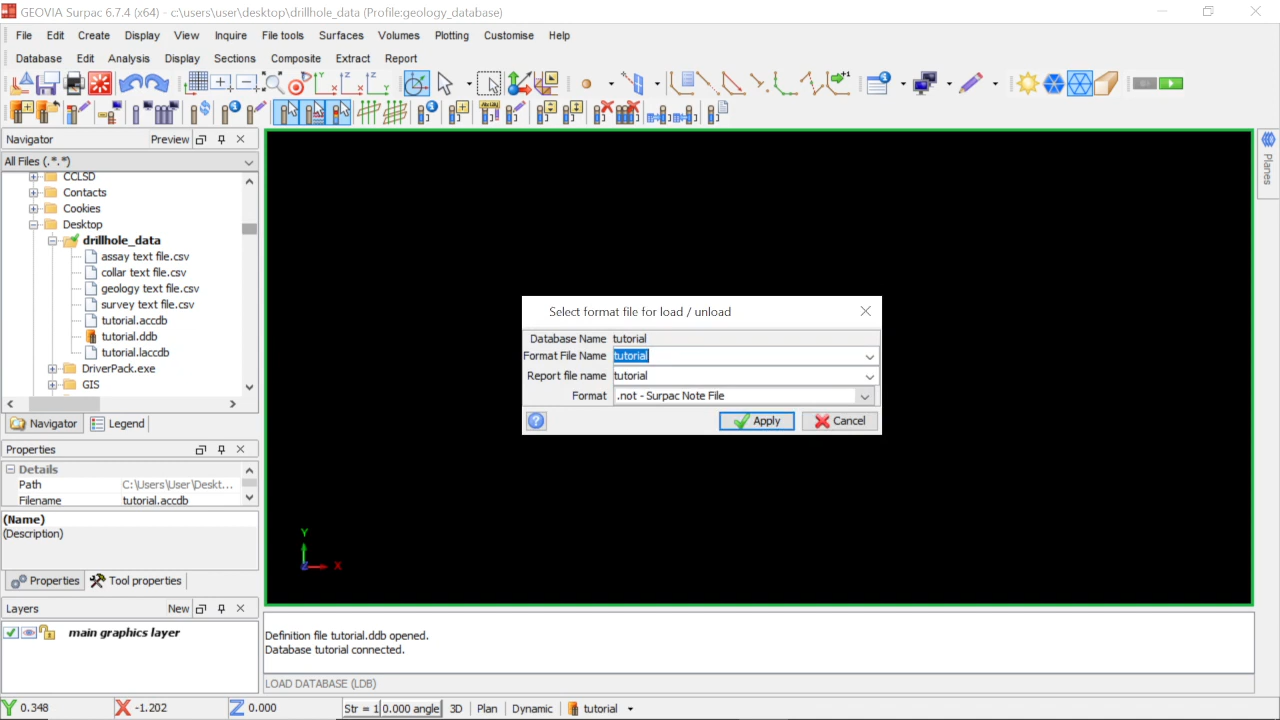 GEOVIA Surpac 6.7.4 (x64) - c:\users\user\desktop\drillhole_data (Profile:geology_database)
File Edit Create Display View Inquire File tools Surfaces Volumes Plotting Customise Help
Database Edit Analysis Display Sections Composite Extract Report
Navigator Preview
All Files (*.*)
CCLSD
Contacts
Cookies
Desktop
drillhole_data
assay text file.csv
collar text file.csv
geology text file.csv
survey text file.csv
tutorial.accdb
tutorial.ddb
tutorial.laccdb
DriverPack.exe
GIS
Navigator Legend
Properties
Details
Path C:\Users\User\Deskt...
Filename tutorial.accdb
(Name)
(Description)
Properties Tool properties
Layers New
main graphics layer
Select format file for load / unload
Database Name tutorial
Format File Name tutorial
Report file name tutorial
Format .not - Surpac Note File
Apply Cancel
Planes
Y
X
Z
Definition file tutorial.ddb opened.
Database tutorial connected.
LOAD DATABASE (LDB)
Y 0.348 X -1.202 Z 0.000 Str = 1 0.000 angle 3D Plan Dynamic tutorial